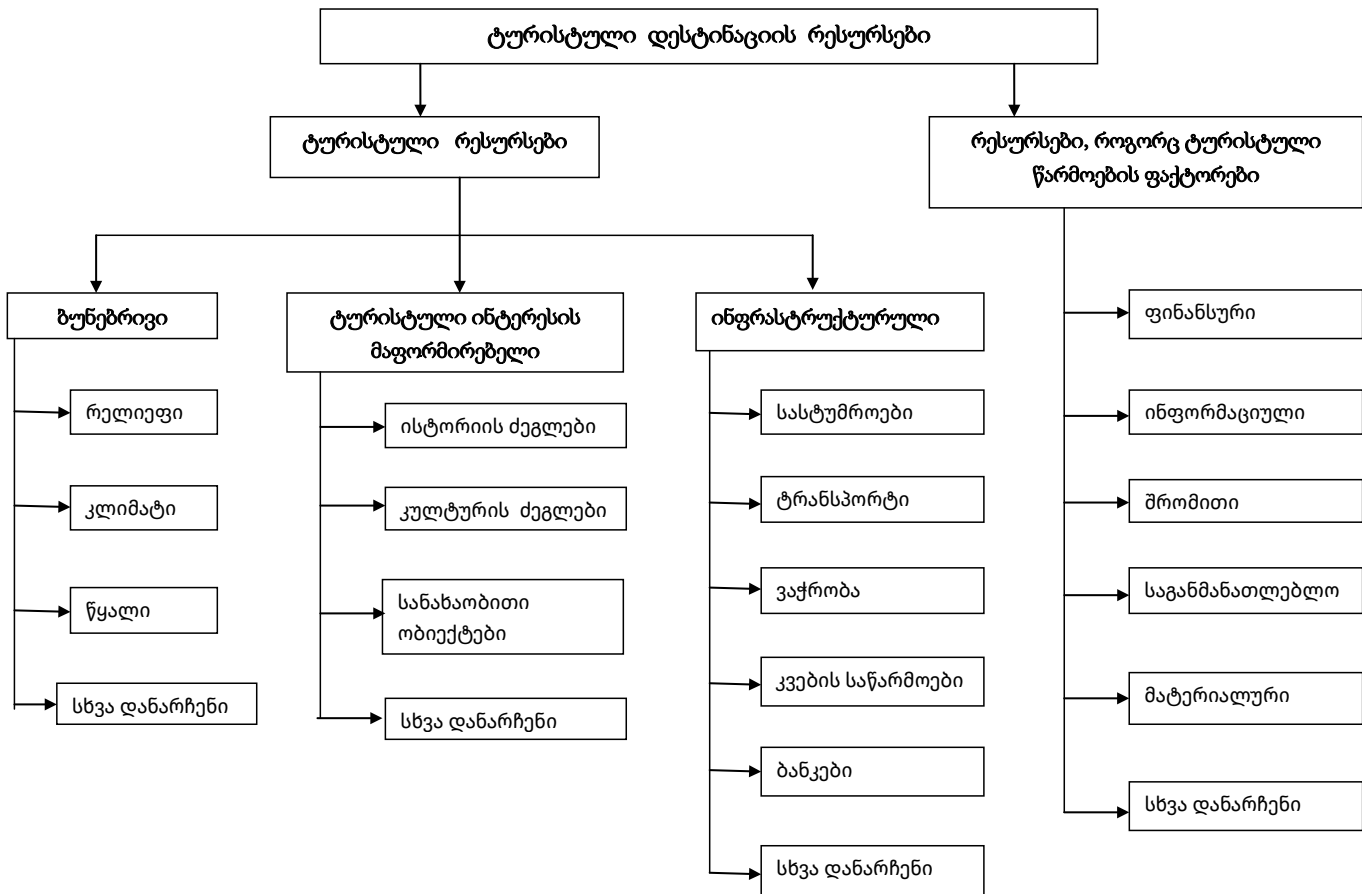 ტურისტული დესტინაციის რესურსები
ტურისტული რესურსები
რესურსები, როგორც ტურისტული
წარმოების ფაქტორები
ბუნებრივი
რელიეფი
კლიმატი
წყალი
სხვა დანარჩენი
ტურისტული ინტერესის
მაფორმირებელი
ისტორიის ძეგლები
კულტურის ძეგლები
სანახაობითი
ობიექტები
სხვა დანარჩენი
ინფრასტრუქტურული
სასტუმროები
ტრანსპორტი
ვაჭრობა
კვების საწარმოები
ბანკები
სხვა დანარჩენი
ფინანსური
ინფორმაციული
შრომითი
საგანმანათლებლო
მატერიალური
სხვა დანარჩენი